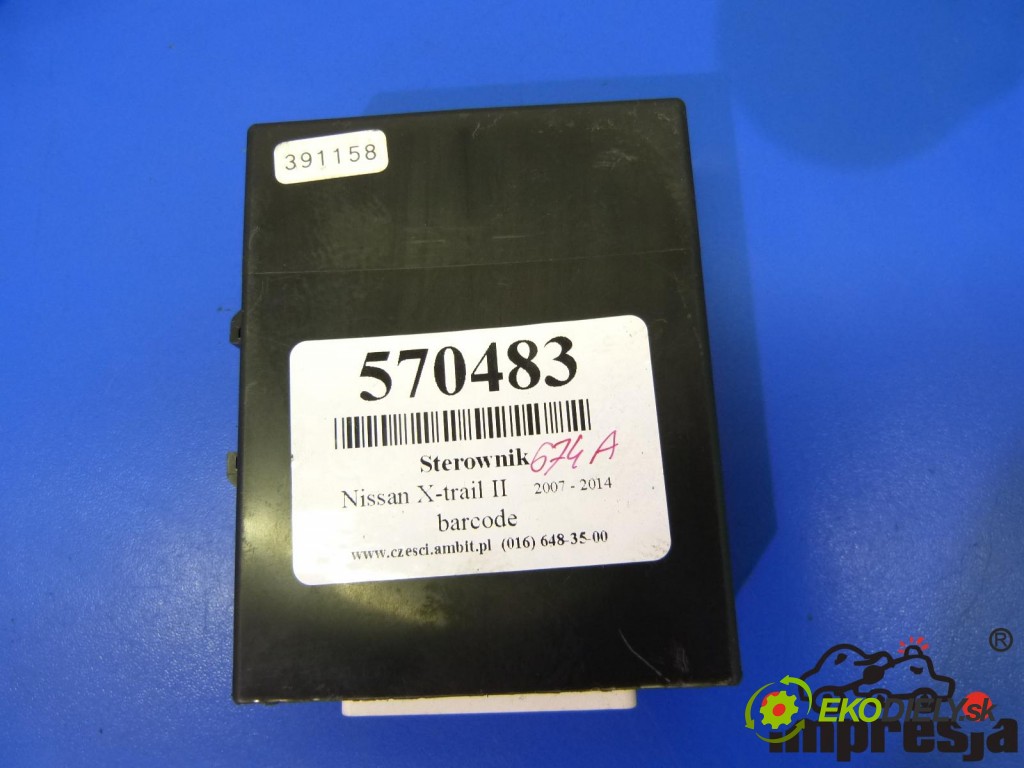 391158
570483
Sterownik 674A
Nissan X-trail II 2007 - 2014
barcode
www.czesci.ambit.pl (016) 648-35-00
®
EKODIELY.sk
impresja